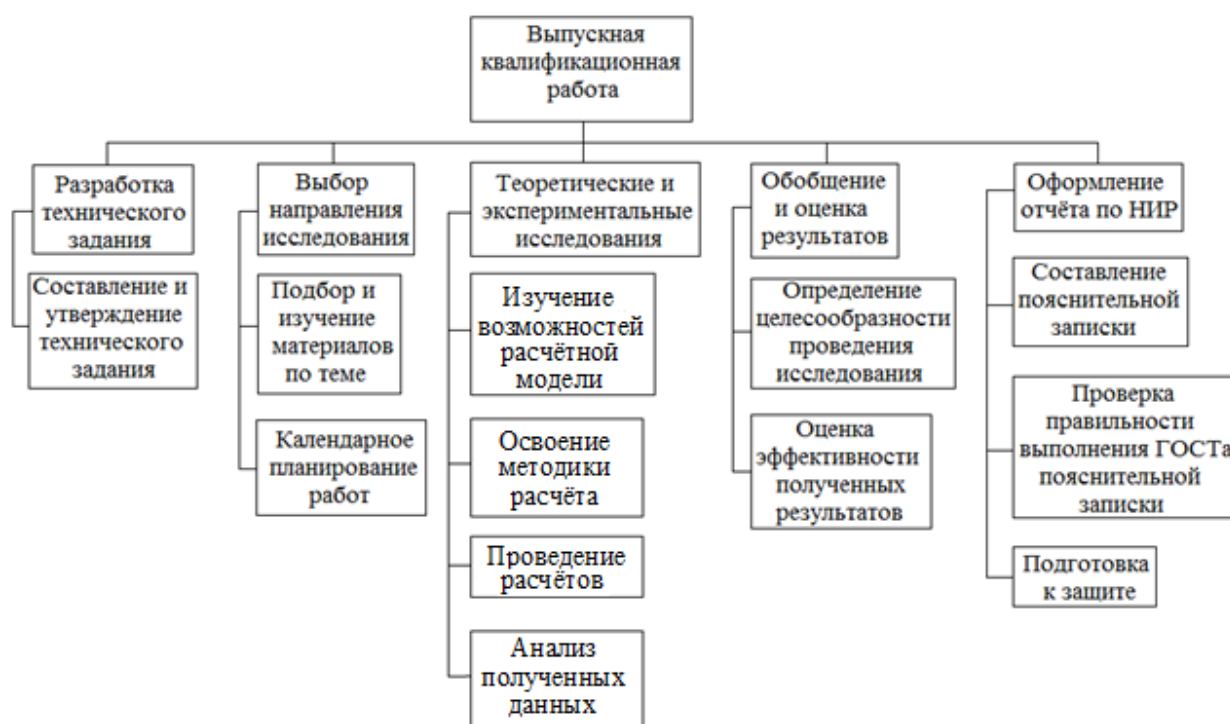 Выпускная
квалификационная
работа
Разработка
технического
задания
Составление и
утверждение
технического
задания
Выбор
направления
исследования
Подбор и
изучение
материалов
по теме
Календарное
планирование
работ
Теоретические и
экспериментальные
исследования
Изучение
возможностей
расчётной
модели
Освоение
методики
расчёта
Проведение
расчётов
Анализ
полученных
данных
Обобщение
и оценка
результатов
Определение
целесообразности
проведения
исследования
Оценка
эффективности
полученных
результатов
Оформление
отчёта по НИР
Составление
пояснительной
записки
Проверка
правильности
выполнения ГОСТа
пояснительной
записки
Подготовка
к защите